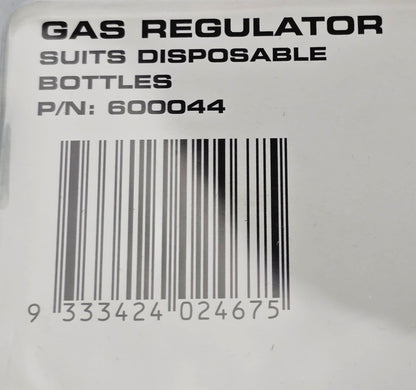 GAS REGULATOR
SUITS DISPOSABLE
BOTTLES
P/N: 600044
9 333424 024675